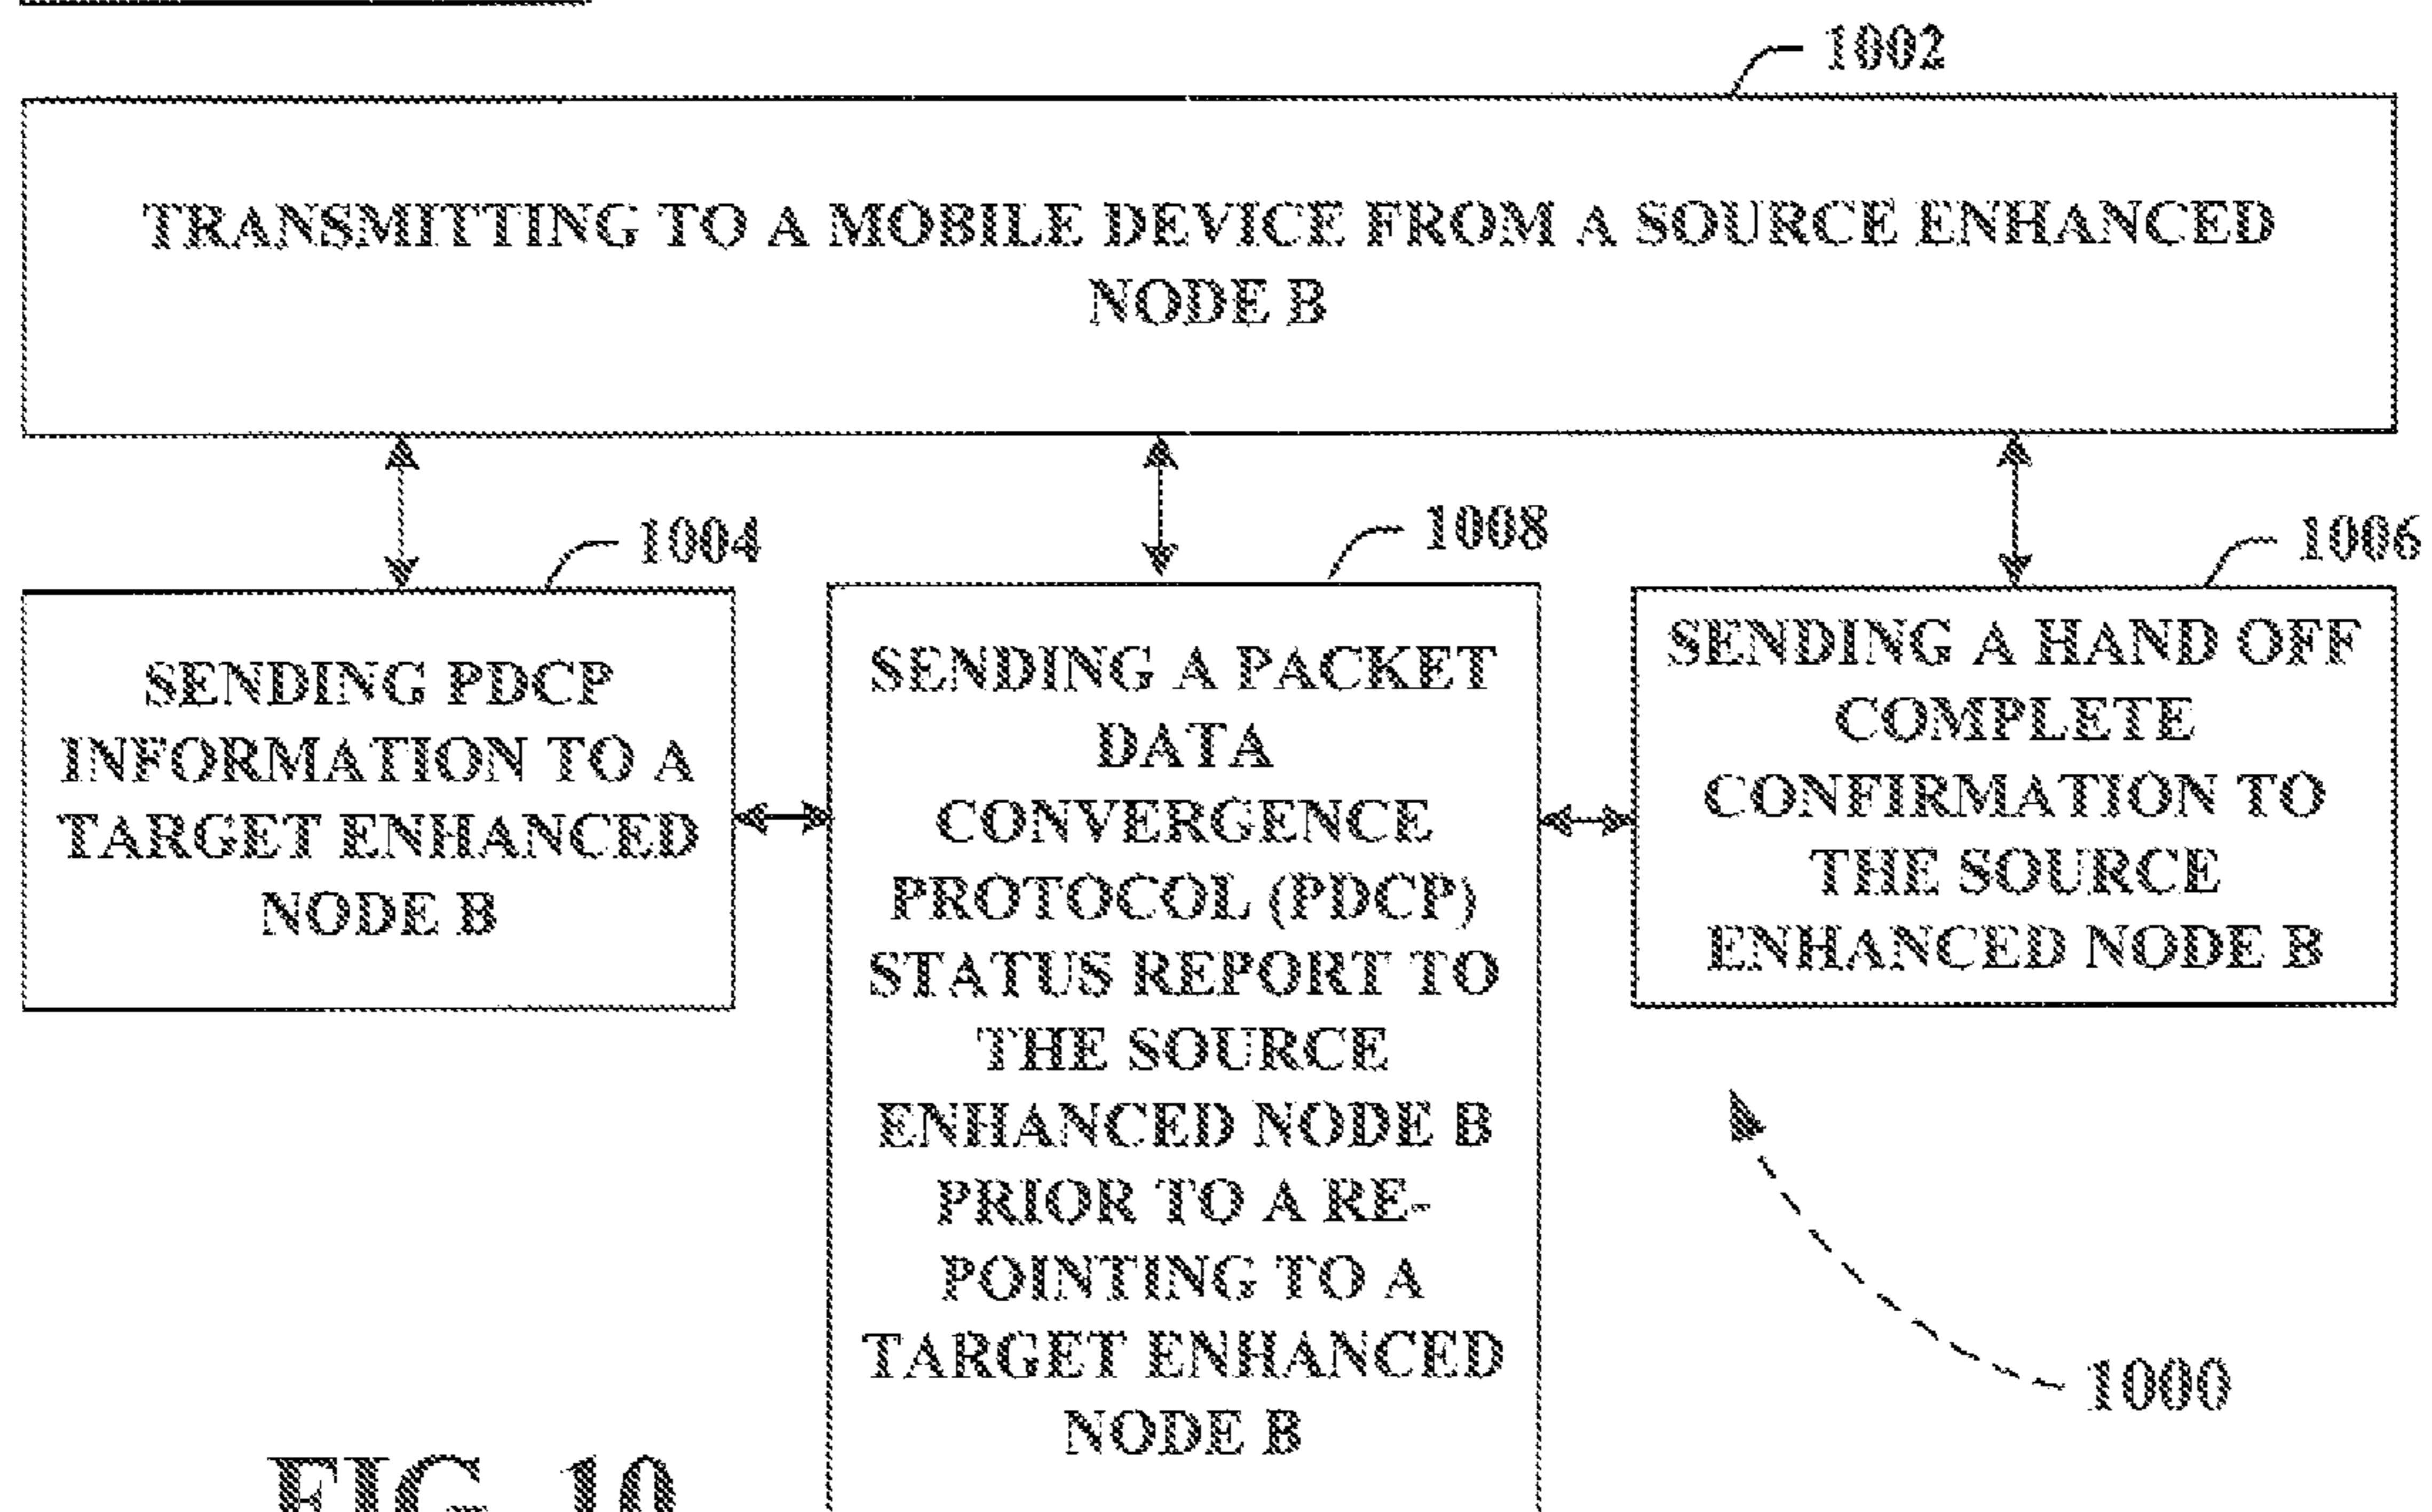 1002
TRANSMITTING TO A MOBILE DEVICE FROM A SOURCE ENHANCED
NODE B
1004
SENDING PDCP
INFORMATION TO A
TARGET ENHANCED
NODE B
1008
SENDING A PACKET
DATA
CONVERGENCE
PROTOCOL (PDCP)
STATUS REPORT TO
THE SOURCE
ENHANCED NODE B
PRIOR TO A RE-
POINTING TO A
TARGET ENHANCED
NODE B
1006
SENDING A HAND OFF
COMPLETE
CONFIRMATION TO
THE SOURCE
ENHANCED NODE B
1000
FIG. 10